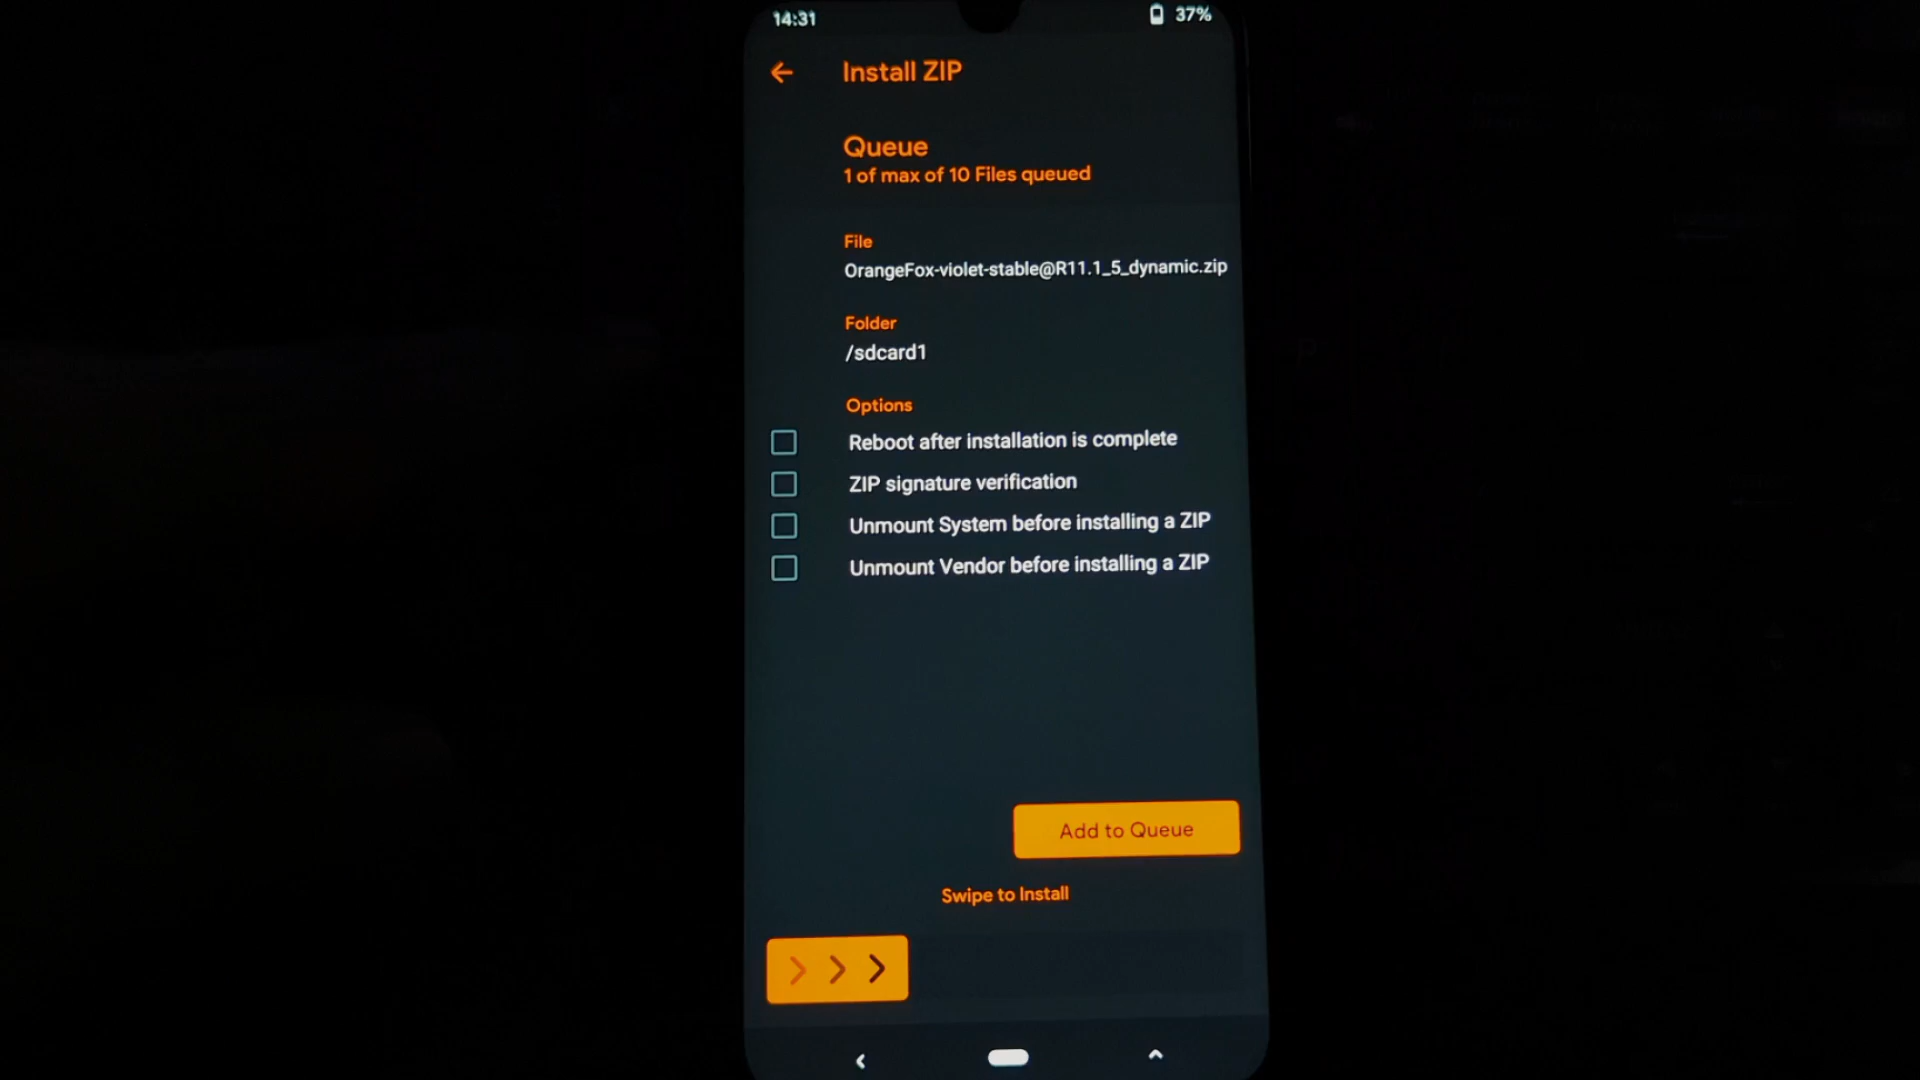 14:31
37%
Install ZIP
Queue
1 of max of 10 Files queued
File
OrangeFox-violet-stable@R11.1_5_dynamic.zip
Folder
/sdcard1
Options
Reboot after installation is complete
ZIP signature verification
Unmount System before installing a ZIP
Unmount Vendor before installing a ZIP
Add to Queue
Swipe to Install